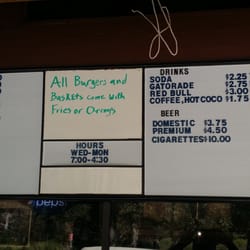 All Burgers and
Baskets come with
Fries or Orings
HOURS
WED-MON
7:00-4:30
DRINKS
SODA $2.25
GATORADE $2.75
RED BULL $3.00
COFFEE, HOT COCO $1.75
BEER
DOMESTIC $3.75
PREMIUM $4.50
CIGARETTES $10.00
pepsi